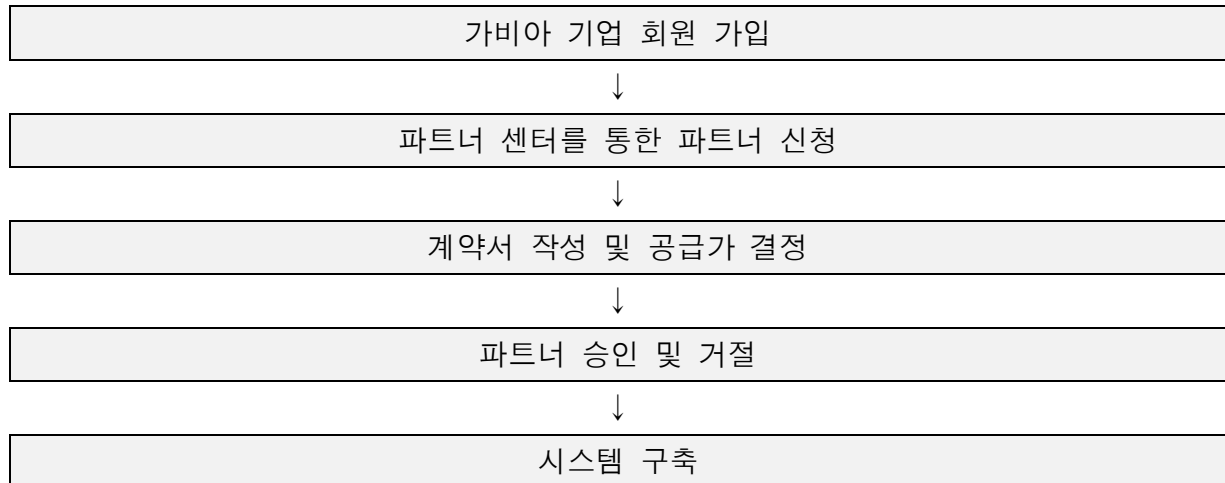 가비아 기업 회원 가입
↓
파트너 센터를 통한 파트너 신청
↓
계약서 작성 및 공급가 결정
↓
파트너 승인 및 거절
↓
시스템 구축